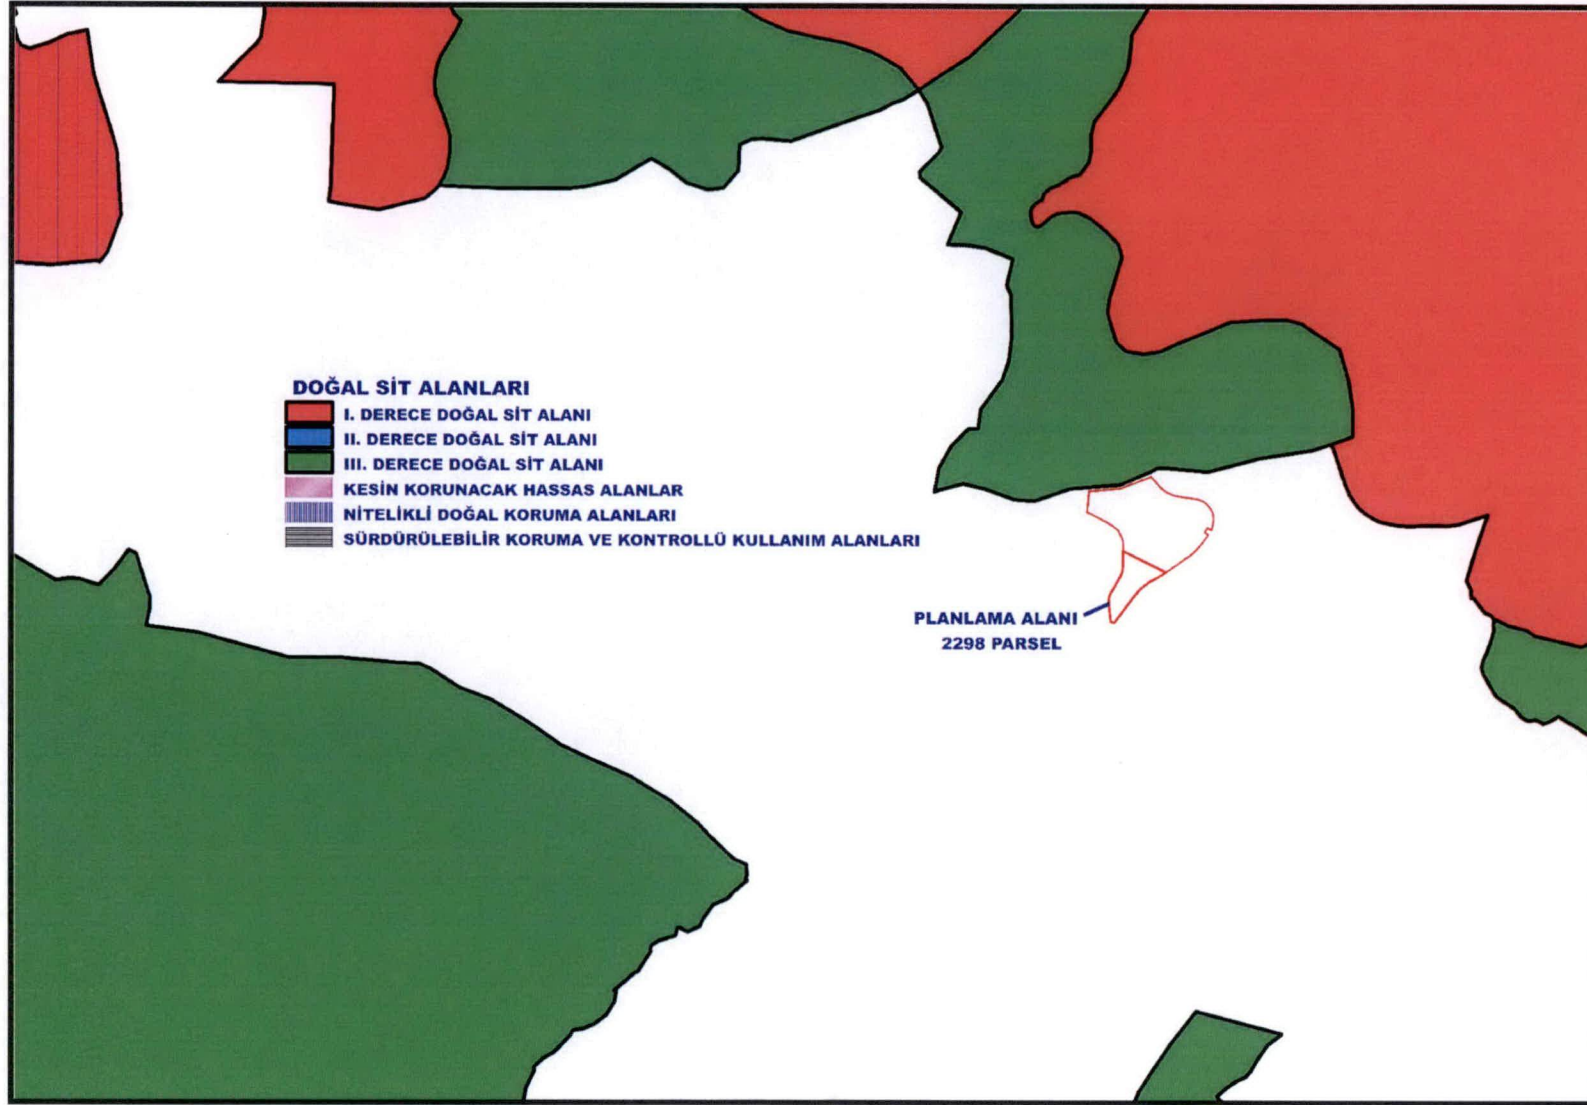 DOĞAL SİT ALANLARI
I. DERECE DOĞAL SİT ALANI
II. DERECE DOĞAL SİT ALANI
III. DERECE DOĞAL SİT ALANI
KESİN KORUNACAK HASSAS ALANLAR
NİTELİKLİ DOĞAL KORUMA ALANLARI
SÜRDÜRÜLEBİLİR KORUMA VE KONTROLLÜ KULLANIM ALANLARI
PLANLAMA ALANI
2298 PARSEL